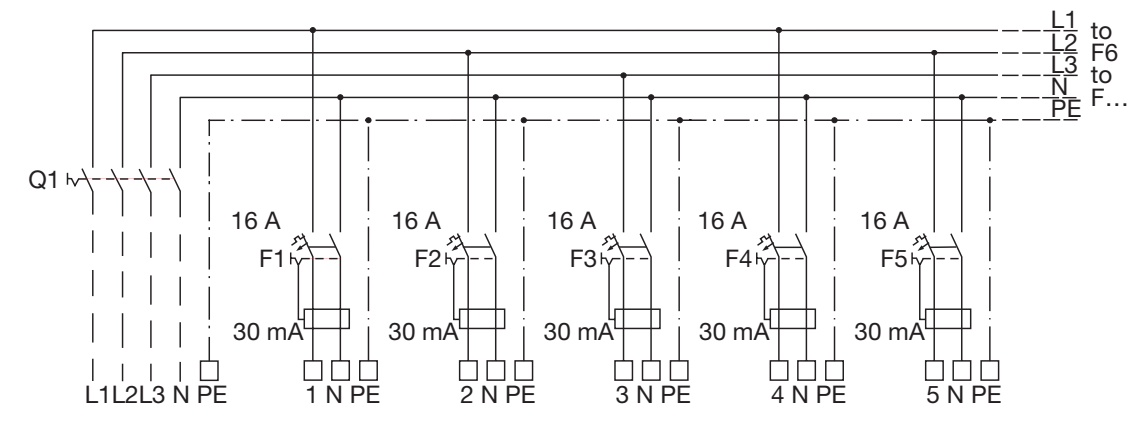 L1
L2
L3
N
PE
to
F6
to
F…
Q1
16 A
16 A
16 A
16 A
16 A
F1
F2
F3
F4
F5
30 mA
30 mA
30 mA
30 mA
30 mA
L1 L2 L3 N PE
1 N PE
2 N PE
3 N PE
4 N PE
5 N PE